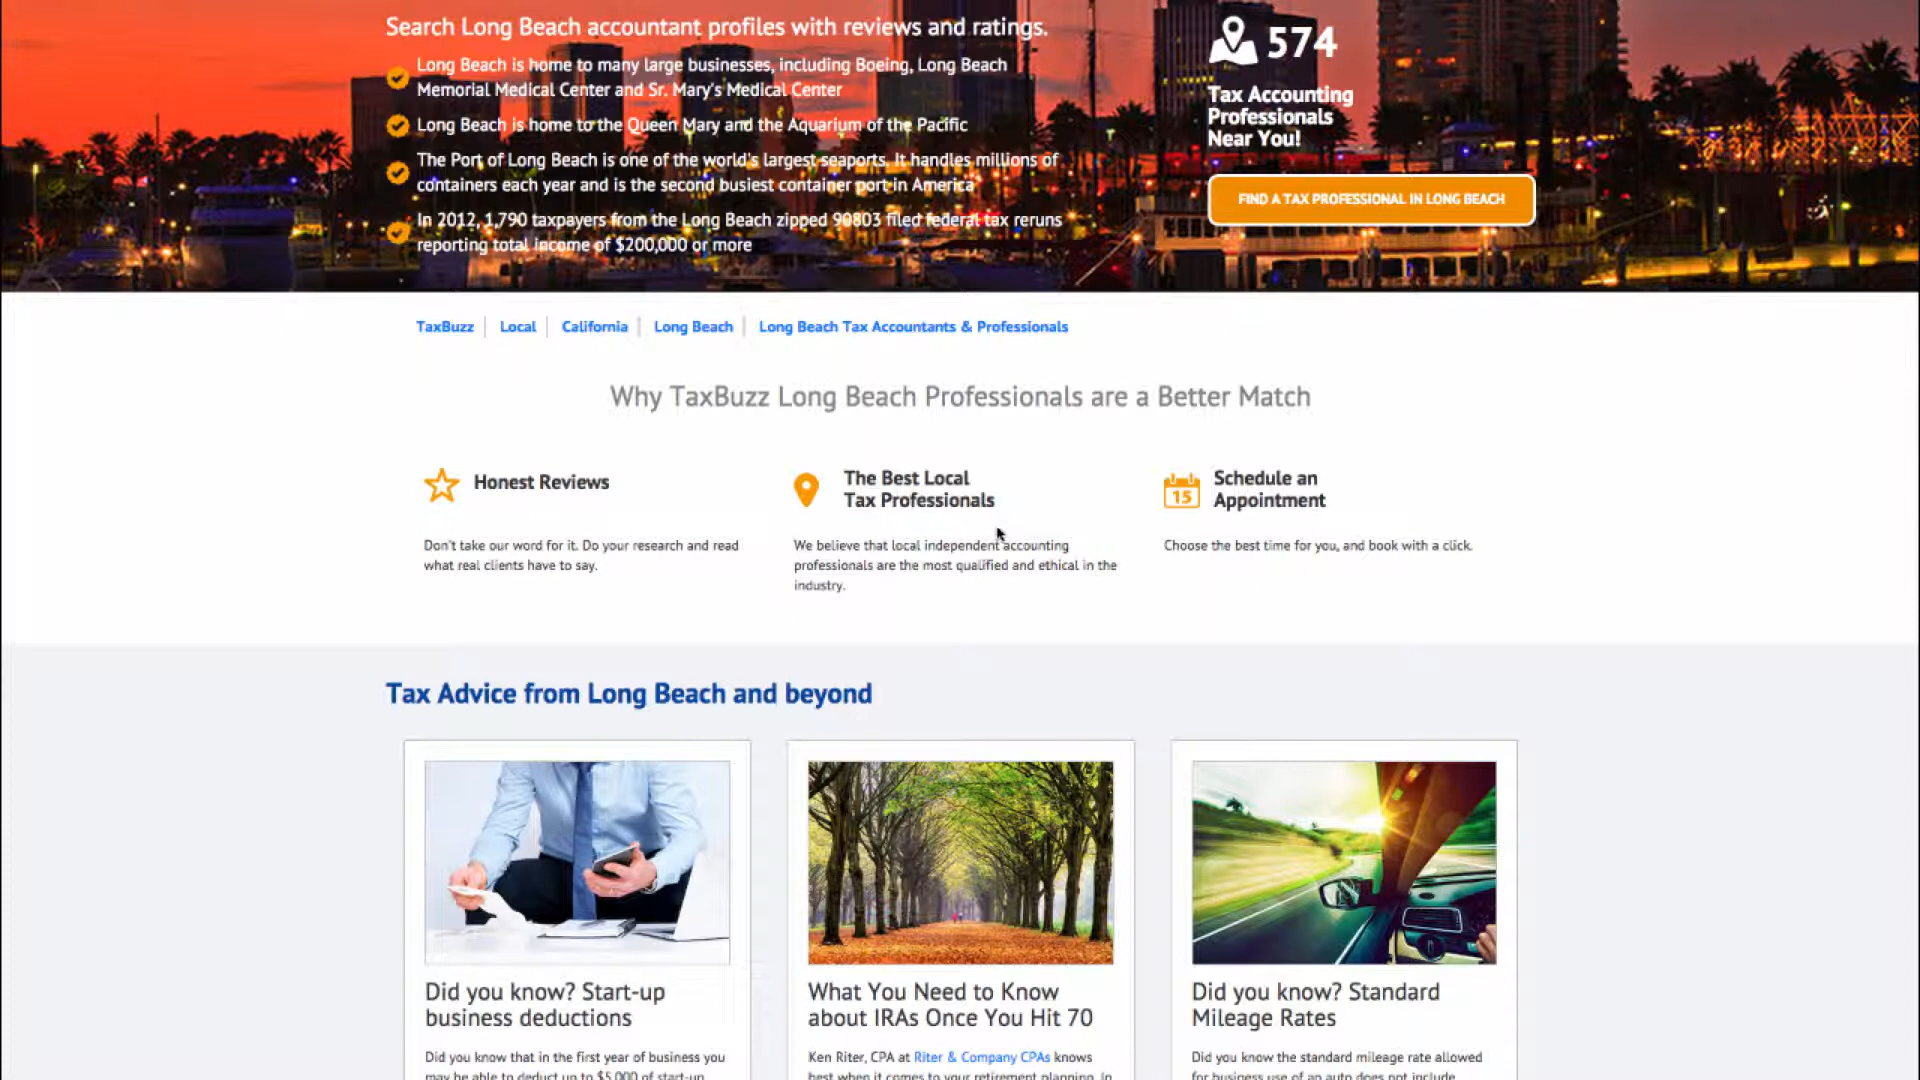 Search Long Beach accountant profiles with reviews and ratings.
Long Beach is home to many large businesses, including Boeing, Long Beach
Memorial Medical Center and Sr. Mary's Medical Center
Long Beach is home to the Queen Mary and the Aquarium of the Pacific
The Port of Long Beach is one of the world's largest seaports. It handles millions of
containers each year and is the second busiest container port in America
In 2012, 1,790 taxpayers from the Long Beach zipped 90803 filed federal tax reruns
reporting total income of $200,000 or more
574
Tax Accounting
Professionals
Near You!
FIND A TAX PROFESSIONAL IN LONG BEACH
TaxBuzz Local California Long Beach Long Beach Tax Accountants & Professionals
Why TaxBuzz Long Beach Professionals are a Better Match
Honest Reviews
Don't take our word for it. Do your research and read
what real clients have to say.
The Best Local
Tax Professionals
We believe that local independent accounting
professionals are the most qualified and ethical in the
industry.
15
Schedule an
Appointment
Choose the best time for you, and book with a click.
Tax Advice from Long Beach and beyond
Did you know? Start-up
business deductions
Did you know that in the first year of business you
may be able to deduct up to $5,000 of start-up
What You Need to Know
about IRAs Once You Hit 70
Ken Riter, CPA at Riter & Company CPAs knows
best when it comes to your retirement planning. In
Did you know? Standard
Mileage Rates
Did you know the standard mileage rate allowed
for business use of an auto does not include